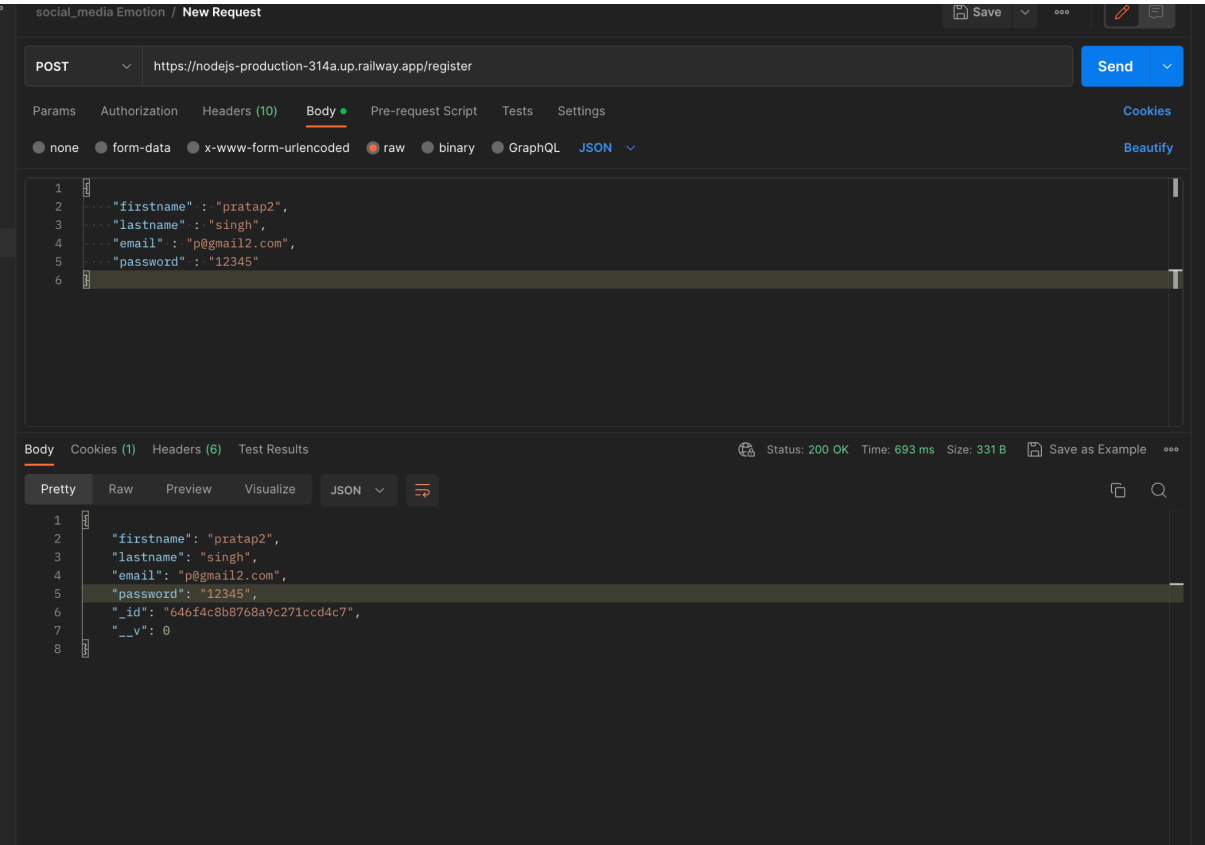 social_media Emotion / New Request Save
POST https://nodejs-production-314a.up.railway.app/register Send
Params Authorization Headers (10) Body Pre-request Script Tests Settings Cookies
none form-data x-www-form-urlencoded raw binary GraphQL JSON Beautify
1 {
2 "firstname" : "pratap2",
3 "lastname" : "singh",
4 "email" : "p@gmail2.com",
5 "password" : "12345"
6 }
Body Cookies (1) Headers (6) Test Results Status: 200 OK Time: 693 ms Size: 331 B Save as Example
Pretty Raw Preview Visualize JSON
1 {
2 "firstname": "pratap2",
3 "lastname": "singh",
4 "email": "p@gmail2.com",
5 "password": "12345",
6 "_id": "646f4c8b8768a9c271ccd4c7",
7 "__v": 0
8 }